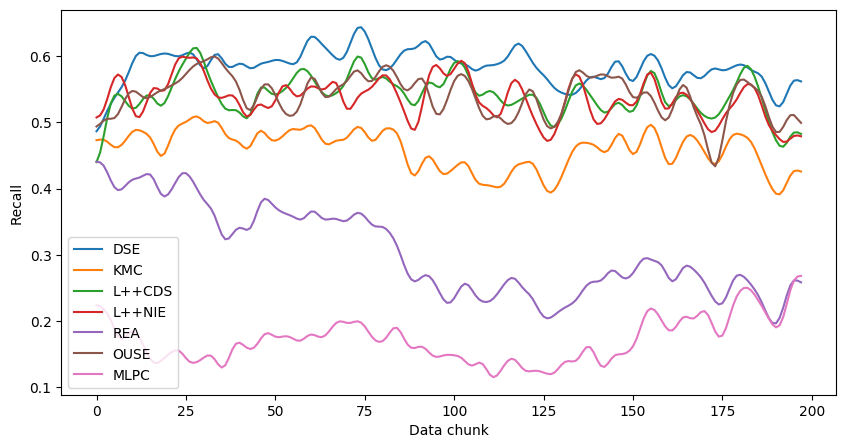 0.6
0.5
0.4
0.3
0.2
0.1
Recall
DSE
KMC
L++CDS
L++NIE
REA
OUSE
MLPC
0 25 50 75 100 125 150 175 200
Data chunk